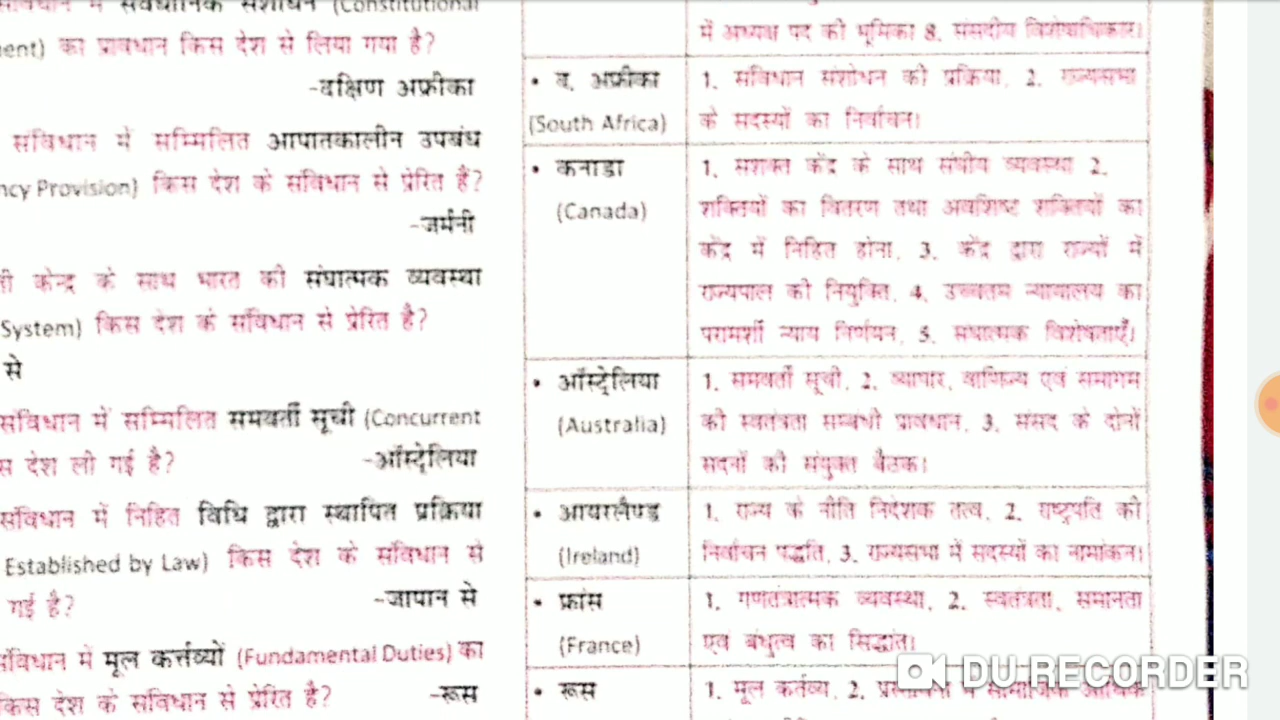 संविधान में संवैधानिक संशोधन (Constitutional
ent) का प्रावधान किस देश से लिया गया है?
-दक्षिण अफ्रीका
संविधान में सम्मिलित आपातकालीन उपबंध
ncy Provision) किस देश के संविधान से प्रेरित है?
-जर्मनी
केन्द्र के साथ भारत की संघात्मक व्यवस्था
System) किस देश के संविधान से प्रेरित है?
से
संविधान में सम्मिलित समवर्ती सूची (Concurrent
स देश ली गई है? -ऑस्ट्रेलिया
संविधान में निहित विधि द्वारा स्थापित प्रक्रिया
Established by Law) किस देश के संविधान से
गई है? -जापान से
संविधान में मूल कर्त्तव्यों (Fundamental Duties) का
किस देश के संविधान से प्रेरित है? -रूस
में अध्यक्ष पद की भूमिका 8. संसदीय विशेषाधिकार।
• द. अफ्रीका
(South Africa)
1. संविधान संशोधन की प्रक्रिया, 2. राज्यसभा
के सदस्यों का निर्वाचन।
• कनाडा
(Canada)
1. सशक्त केंद्र के साथ संघीय व्यवस्था 2.
शक्तियों का वितरण तथा अवशिष्ट शक्तियों का
केंद्र में निहित होना, 3. केंद्र द्वारा राज्यों में
राज्यपाल की नियुक्ति, 4. उच्चतम न्यायालय का
परामर्शी न्याय निर्णयन, 5. संघात्मक विशेषताएँ।
• ऑस्ट्रेलिया
(Australia)
1. समवर्ती सूची, 2. व्यापार, वाणिज्य एवं समागम
की स्वतंत्रता सम्बंधी प्रावधान, 3. संसद के दोनों
सदनों की संयुक्त बैठक।
• आयरलैण्ड
(Ireland)
1. राज्य के नीति निदेशक तत्व, 2. राष्ट्रपति की
निर्वाचन पद्धति, 3. राज्यसभा में सदस्यों का नामांकन।
• फ्रांस
(France)
1. गणतंत्रात्मक व्यवस्था, 2. स्वतंत्रता, समानता
एवं बंधुत्व का सिद्धांत।
• रूस
1. मूल कर्तव्य, 2.
DU RECORDER